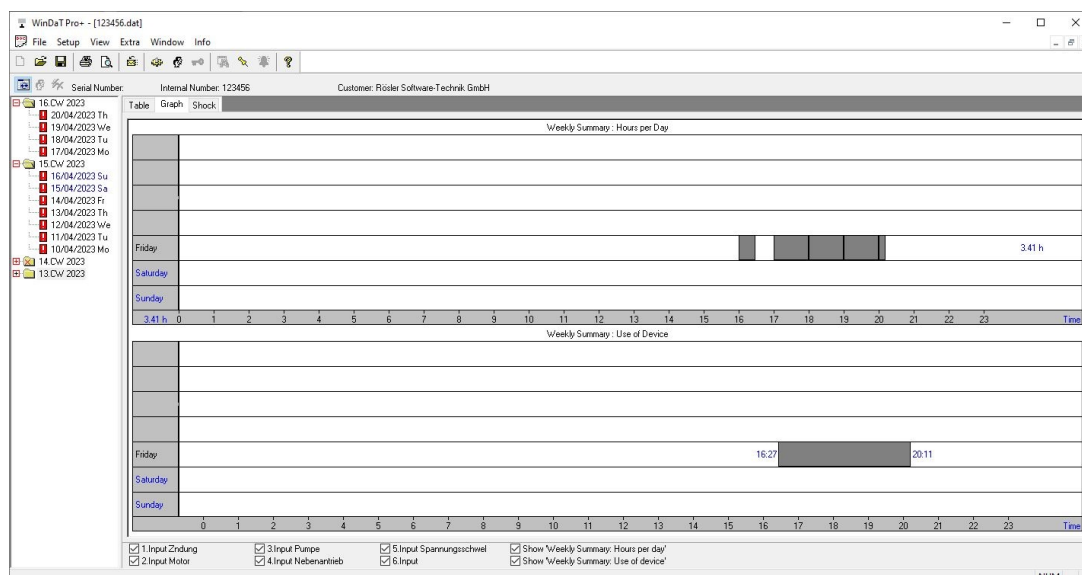 WinDaT Pro+ - [123456.dat]
File Setup View Extra Window Info
Serial Number: Internal Number: 123456 Customer: Rösler Software-Technik GmbH
16.CW 2023
20/04/2023 Th
19/04/2023 We
18/04/2023 Tu
17/04/2023 Mo
15.CW 2023
16/04/2023 Su
15/04/2023 Sa
14/04/2023 Fr
13/04/2023 Th
12/04/2023 We
11/04/2023 Tu
10/04/2023 Mo
14.CW 2023
13.CW 2023
Table Graph Shock
Weekly Summary : Hours per Day
Friday 3.41 h
Saturday
Sunday
3.41 h 0 1 2 3 4 5 6 7 8 9 10 11 12 13 14 15 16 17 18 19 20 21 22 23 Time
Weekly Summary : Use of Device
Friday 16:27 20:11
Saturday
Sunday
0 1 2 3 4 5 6 7 8 9 10 11 12 13 14 15 16 17 18 19 20 21 22 23 Time
1.Input Zndung 3.Input Pumpe 5.Input Spannungsschwel Show 'Weekly Summary: Hours per day'
2.Input Motor 4.Input Nebenantrieb 6.Input Show 'Weekly Summary: Use of device'